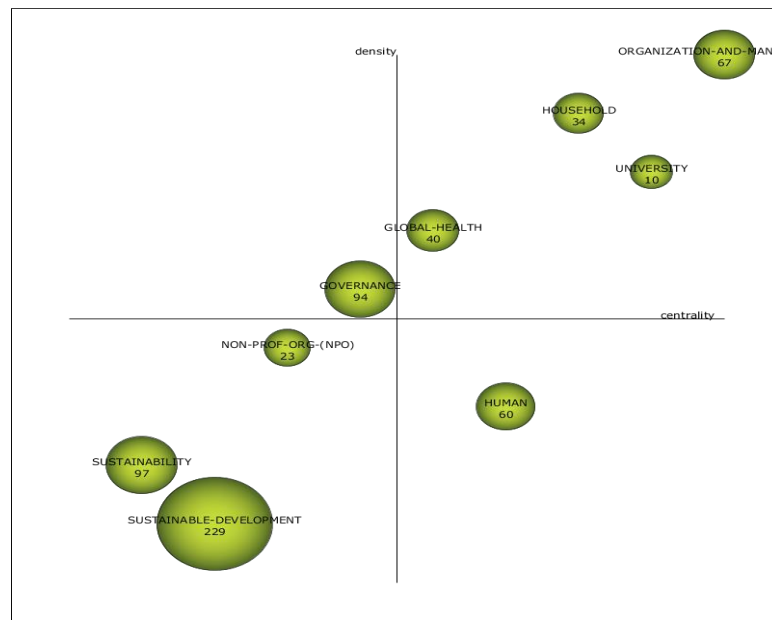 density
ORGANIZATION-AND-MAN
67
HOUSEHOLD
34
UNIVERSITY
10
GLOBAL-HEALTH
40
GOVERNANCE
94
centrality
NON-PROF-ORG-(NPO)
23
HUMAN
60
SUSTAINABILITY
97
SUSTAINABLE-DEVELOPMENT
229